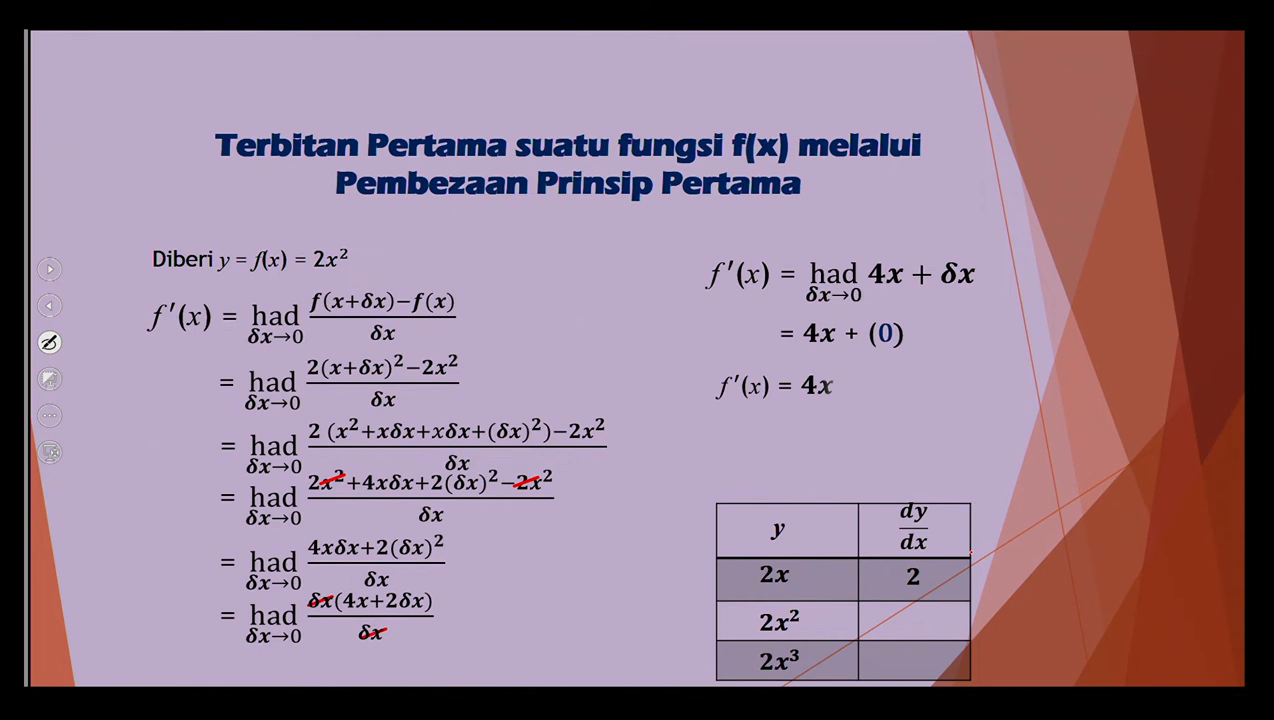 Terbitan Pertama suatu fungsi f(x) melalui
Pembezaan Prinsip Pertama
Diberi y = f(x) = 2x²
f′(x) = had δx→0 (f(x+δx)−f(x))/δx
= had δx→0 (2(x+δx)²−2x²)/δx
= had δx→0 (2 (x²+xδx+xδx+(δx)²)−2x²)/δx
= had δx→0 (2x²+4xδx+2(δx)²−2x²)/δx
= had δx→0 (4xδx+2(δx)²)/δx
= had δx→0 (δx(4x+2δx))/δx
f′(x) = had δx→0 4x + δx
= 4x + (0)
f′(x) = 4x
y dy/dx
2x 2
2x²
2x³